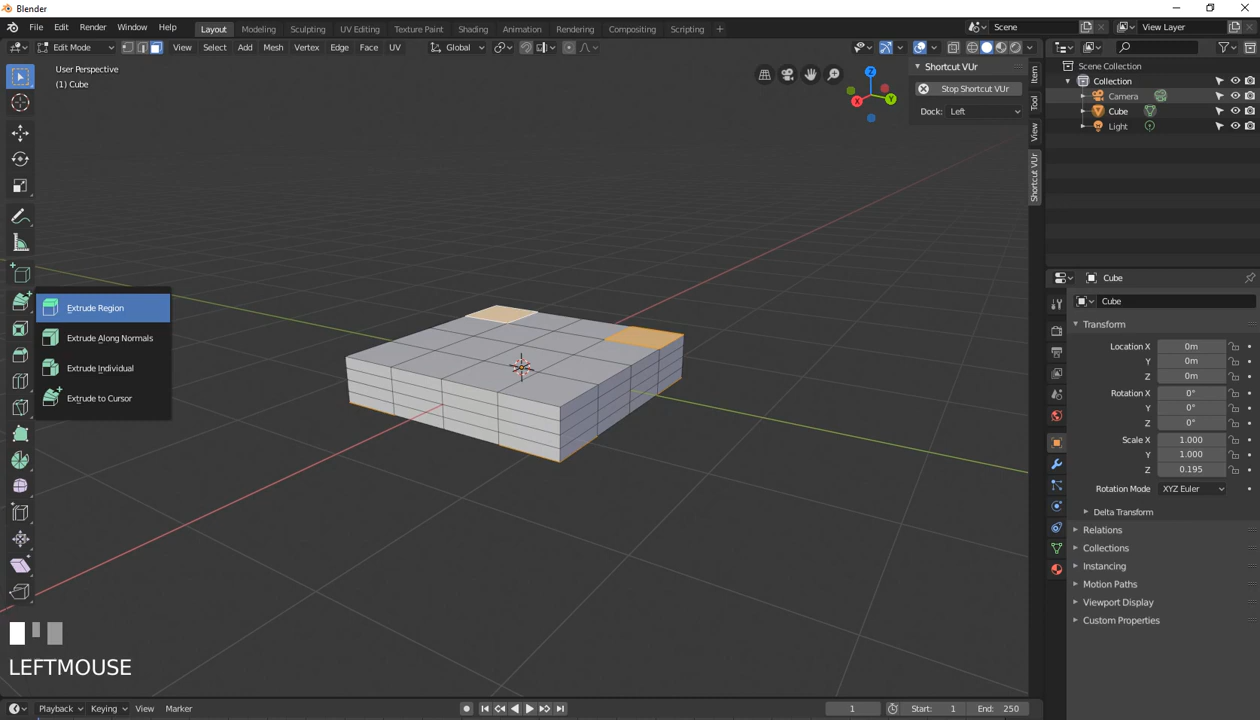 Blender
File Edit Render Window Help
Layout Modeling Sculpting UV Editing Texture Paint Shading Animation Rendering Compositing Scripting
Scene
View Layer
Edit Mode View Select Add Mesh Vertex Edge Face UV
Global
User Perspective
(1) Cube
Shortcut VUr
Stop Shortcut VUr
Dock: Left
Item
Tool
View
Shortcut VUr
X
Y
Z
Scene Collection
Collection
Camera
Cube
Light
Extrude Region
Extrude Along Normals
Extrude Individual
Extrude to Cursor
Cube
Cube
Transform
Location X 0m
Y 0m
Z 0m
Rotation X 0°
Y 0°
Z 0°
Scale X 1.000
Y 1.000
Z 0.195
Rotation Mode XYZ Euler
Delta Transform
Relations
Collections
Instancing
Motion Paths
Viewport Display
Custom Properties
LEFTMOUSE
Playback Keying View Marker
1 Start: 1 End: 250